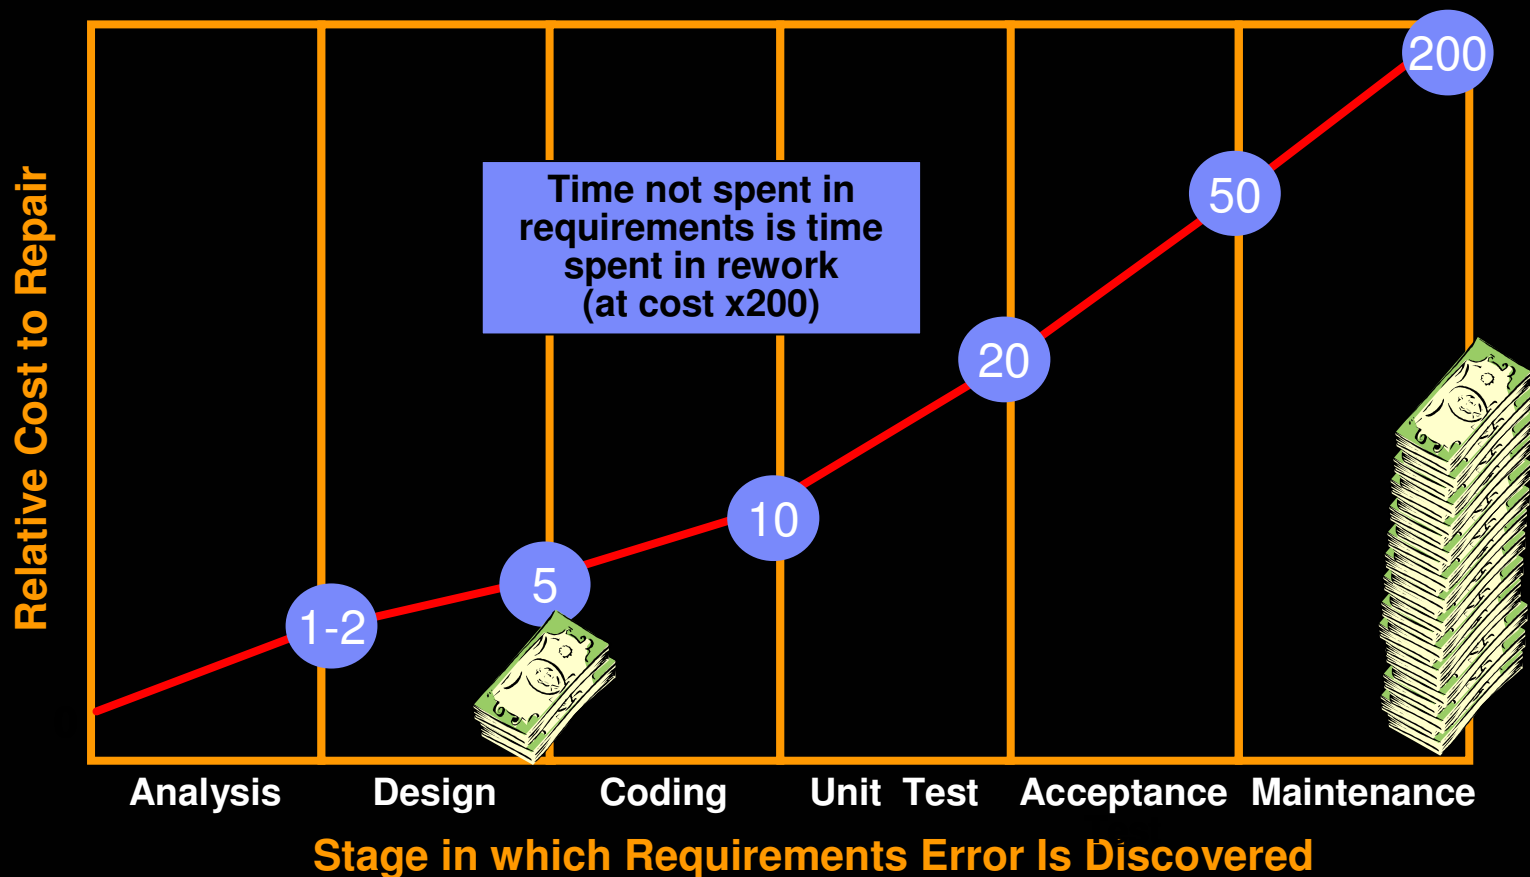 Relative Cost to Repair
200
50
20
10
5
1-2
Time not spent in
requirements is time
spent in rework
(at cost x200)
Analysis Design Coding Unit Test Acceptance Maintenance
Stage in which Requirements Error Is Discovered